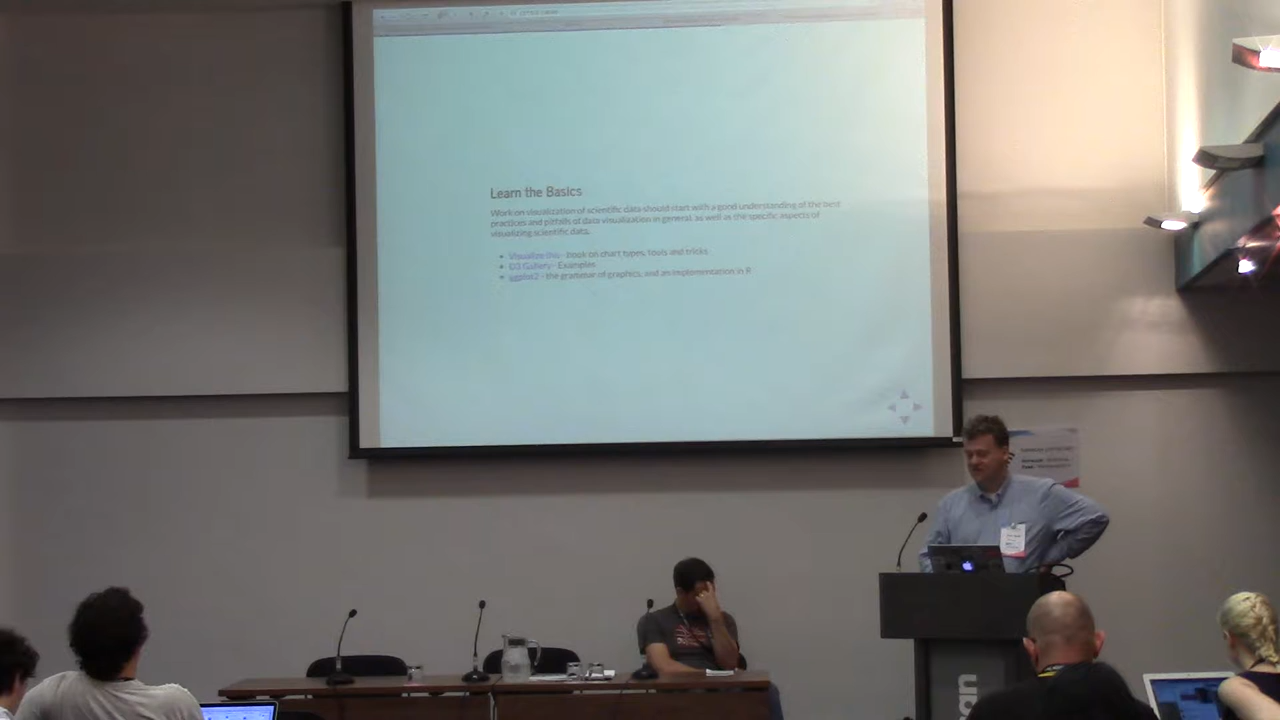 Learn the Basics
Work on visualization of scientific data should start with a good understanding of the best
practices and pitfalls of data visualization in general, as well as the specific aspects of
visualizing scientific data.
• Visualize this - book on chart types, tools and tricks
• D3 Gallery - Examples
• ggplot2 - the grammar of graphics, and an implementation in R